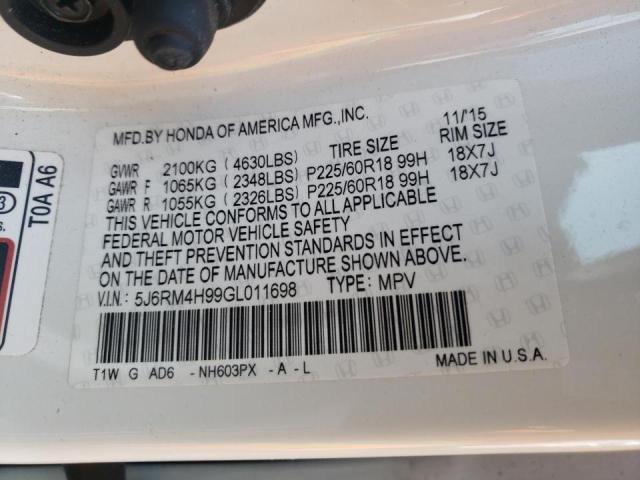 MFD.BY HONDA OF AMERICA MFG.,INC. 11/15
TIRE SIZE RIM SIZE
GVWR 2100KG (4630LBS)
GAWR F 1065KG (2348LBS) P225/60R18 99H 18X7J
GAWR R 1055KG (2326LBS) P225/60R18 99H 18X7J
THIS VEHICLE CONFORMS TO ALL APPLICABLE
FEDERAL MOTOR VEHICLE SAFETY
AND THEFT PREVENTION STANDARDS IN EFFECT
ON THE DATE OF MANUFACTURE SHOWN ABOVE.
V.I.N.: 5J6RM4H99GL011698 TYPE: MPV
T1W G AD6 -NH603PX -A-L MADE IN U.S.A.
T0A A6